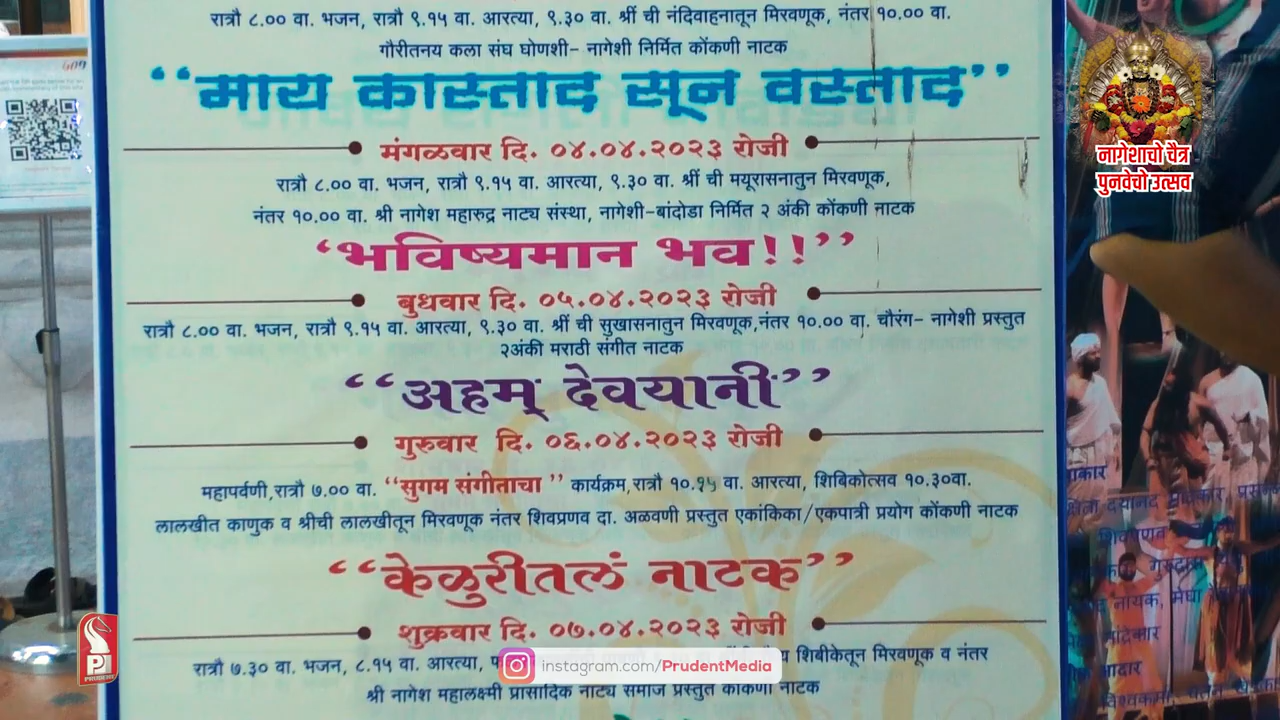 रात्रौ ८.०० वा. भजन, रात्रौ ९.१५ वा. आरत्या, ९.३० वा. श्रीं ची नंदिवाहनातून मिरवणूक, नंतर १०.०० वा.
गौरीतनय कला संघ घोणशी- नागेशी निर्मित कोंकणी नाटक
“माय कास्ताद सून वस्ताद”
मंगळवार दि. ०४.०४.२०२३ रोजी
रात्रौ ८.०० वा. भजन, रात्रौ ९.१५ वा. आरत्या, ९.३० वा. श्रीं ची मयूरासनातुन मिरवणूक,
नंतर १०.०० वा. श्री नागेश महारुद्र नाट्य संस्था, नागेशी-बांदोडा निर्मित २ अंकी कोंकणी नाटक
‘भविष्यमान भव!!’’
बुधवार दि. ०५.०४.२०२३ रोजी
रात्रौ ८.०० वा. भजन, रात्रौ ९.१५ वा. आरत्या, ९.३० वा. श्रीं ची सुखासनातुन मिरवणूक,नंतर १०.०० वा. चौरंग- नागेशी प्रस्तुत
२अंकी मराठी संगीत नाटक
“अहम् देवयानी”
गुरुवार दि. ०६.०४.२०२३ रोजी
महापर्वणी,रात्रौ ७.०० वा. “सुगम संगीताचा” कार्यक्रम,रात्रौ १०.१५ वा. आरत्या, शिबिकोत्सव १०.३०वा.
लालखीत काणुक व श्रीची लालखीतून मिरवणूक नंतर शिवप्रणव दा. अळवणी प्रस्तुत एकांकिका/एकपात्री प्रयोग कोंकणी नाटक
“केळुरीतलं नाटक”
शुक्रवार दि. ०७.०४.२०२३ रोजी
रात्रौ ७.३० वा. भजन, ८.१५ वा. आरत्या, शिबीकेतून मिरवणूक व नंतर
श्री नागेश महालक्ष्मी प्रासादिक नाट्य समाज प्रस्तुत कोंकणी नाटक
नागेशाचो चैत्र
पुनवेचो उत्सव
instagram.com/PrudentMedia
PRUDENT